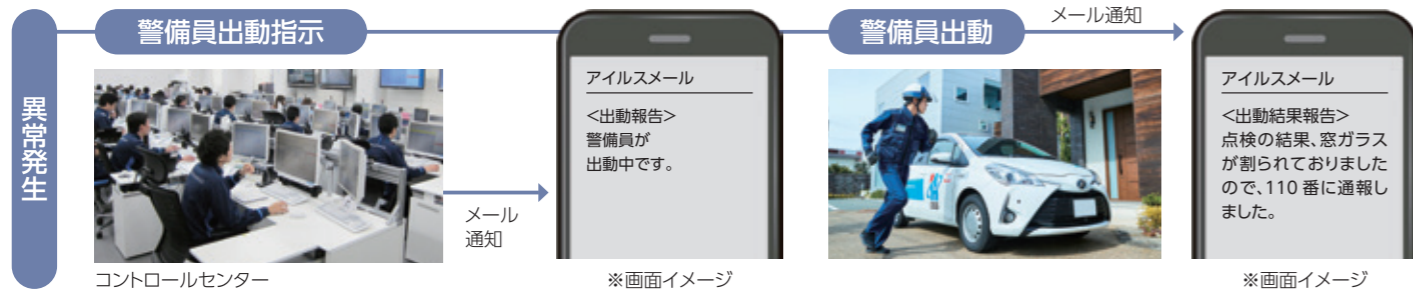 異常発生
警備員出動指示
コントロールセンター
メール
通知
アイルスメール
<出動報告>
警備員が
出動中です。
※画面イメージ
警備員出動
メール通知
アイルスメール
<出動結果報告>
点検の結果、窓ガラス
が割られておりました
ので、110番に通報し
ました。
※画面イメージ